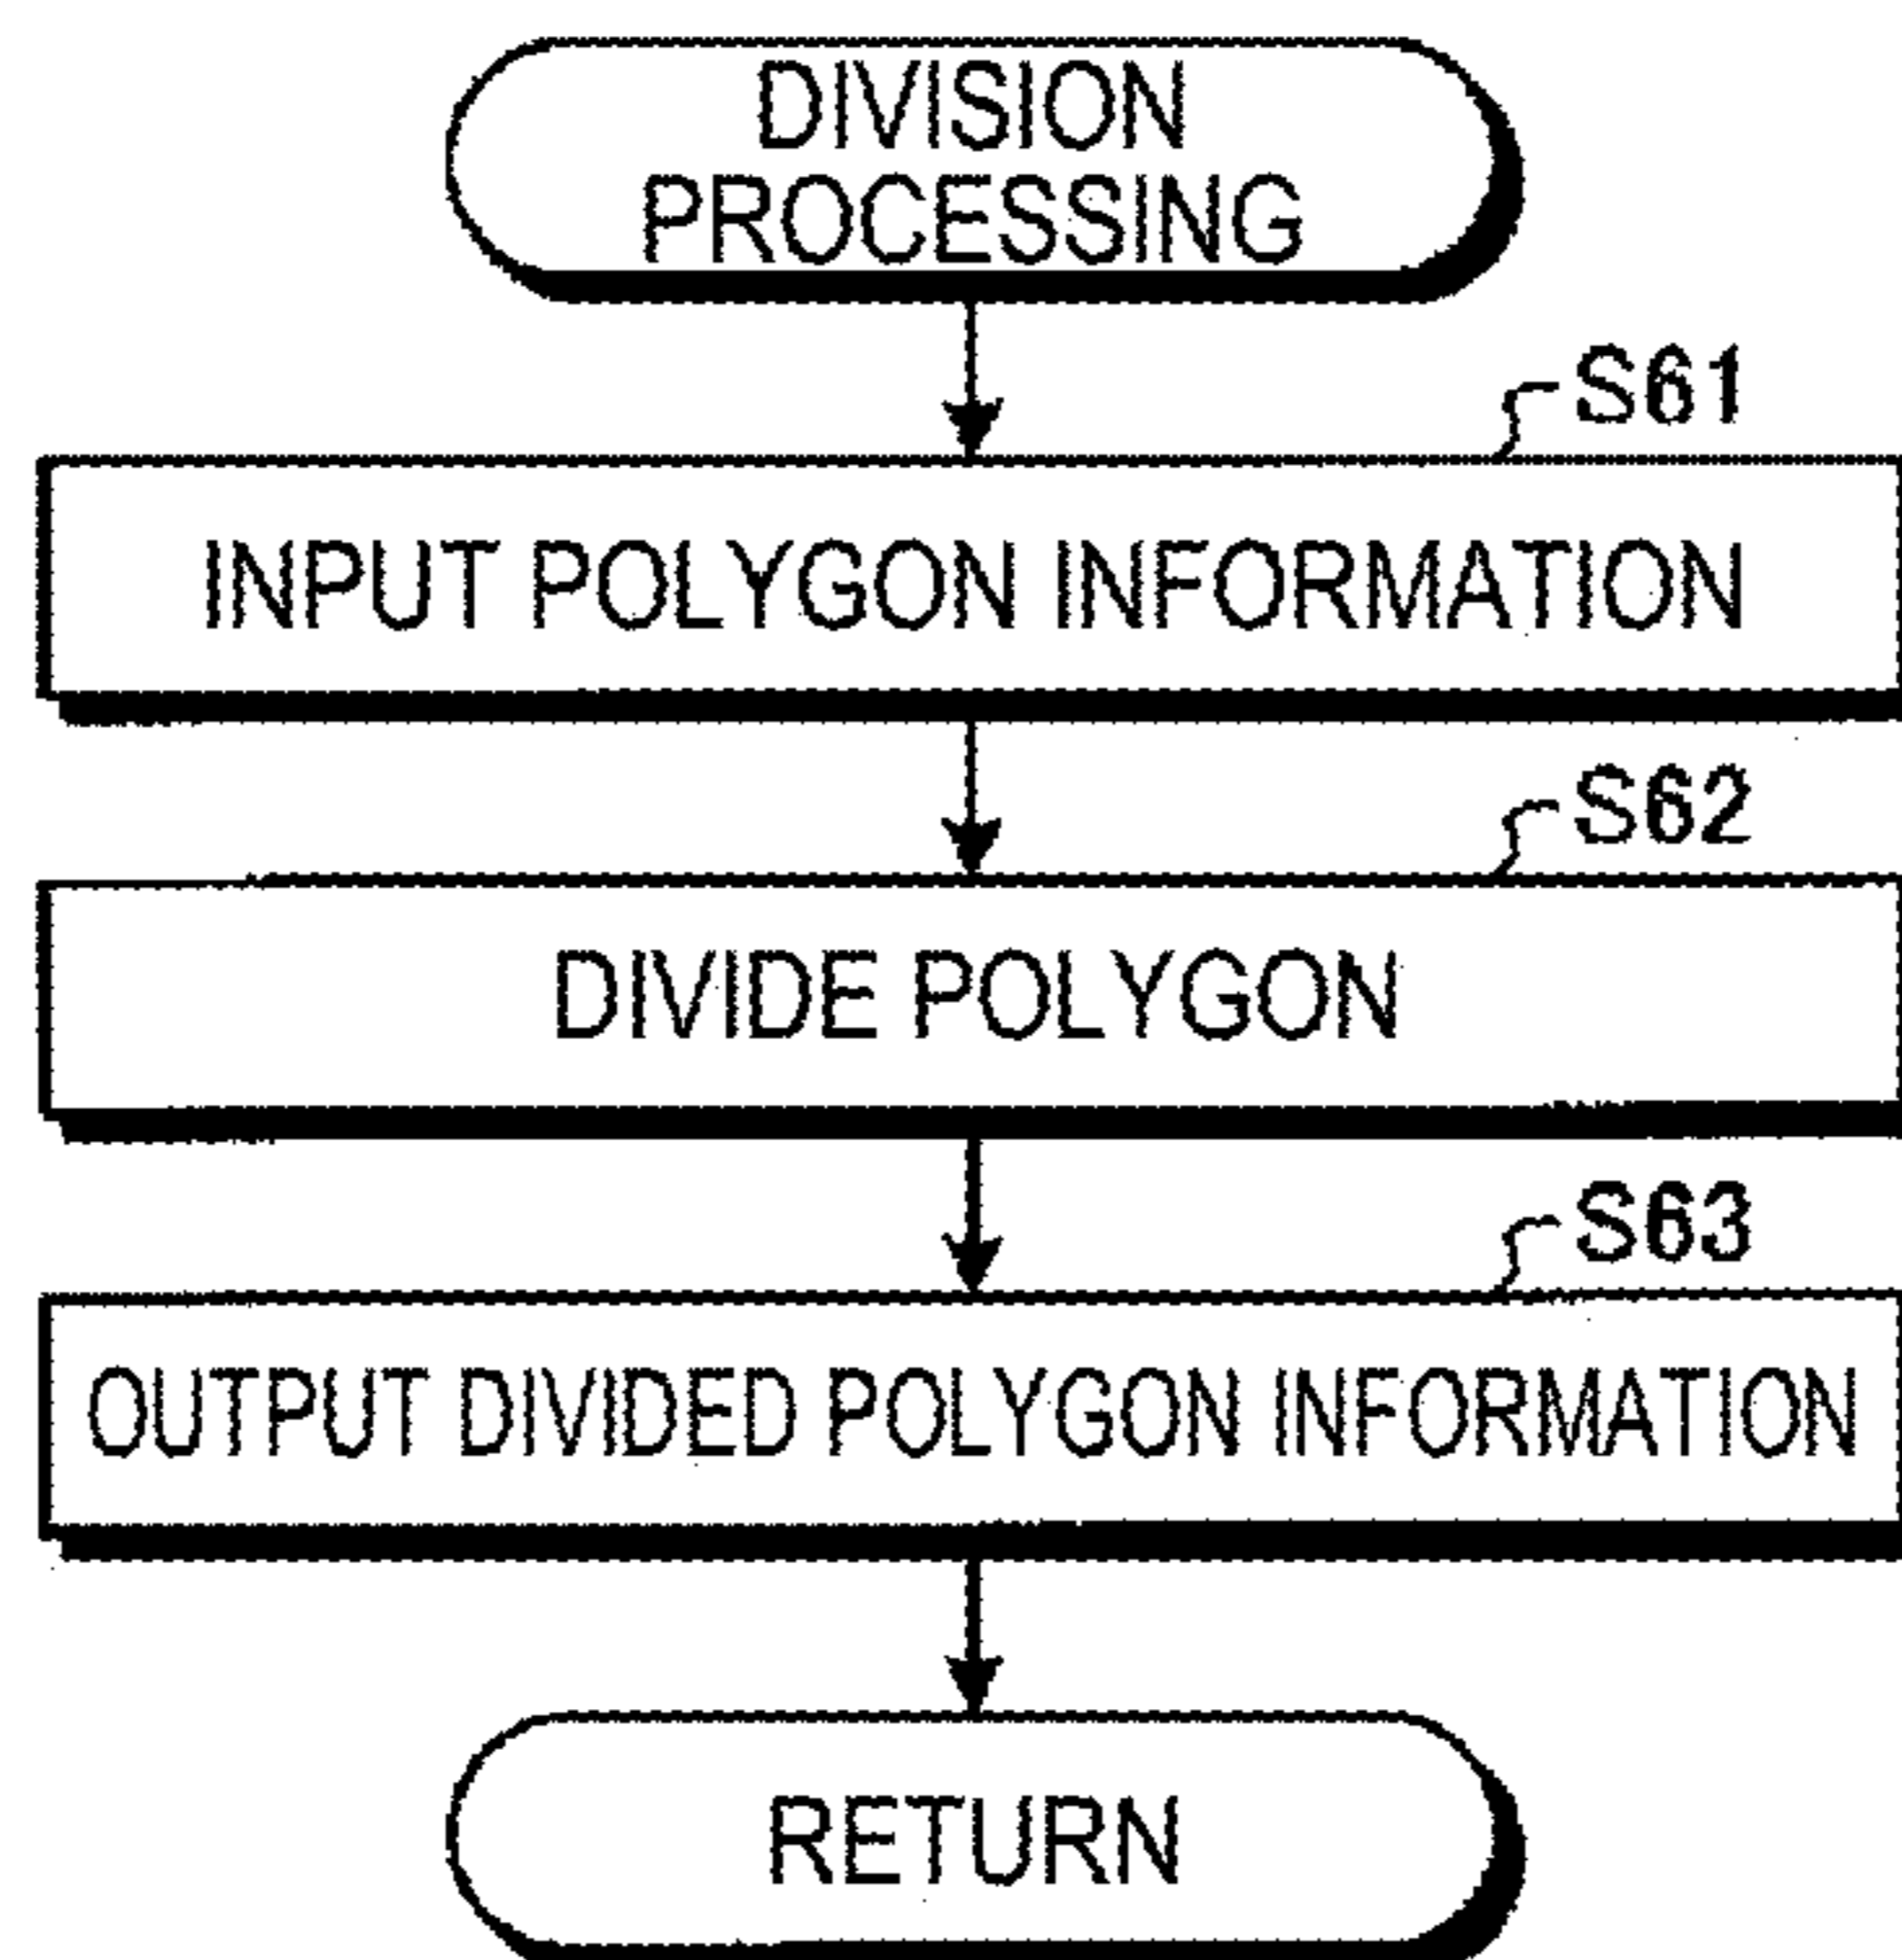 DIVISION
PROCESSING
S61
INPUT POLYGON INFORMATION
S62
DIVIDE POLYGON
S63
OUTPUT DIVIDED POLYGON INFORMATION
RETURN